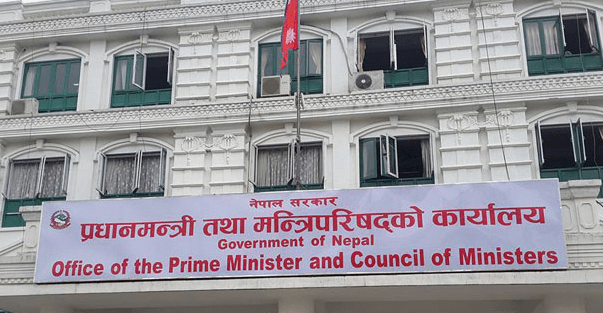 नेपाल सरकार
प्रधानमन्त्री तथा मन्त्रिपरिषद्को कार्यालय
Government of Nepal
Office of the Prime Minister and Council of Ministers